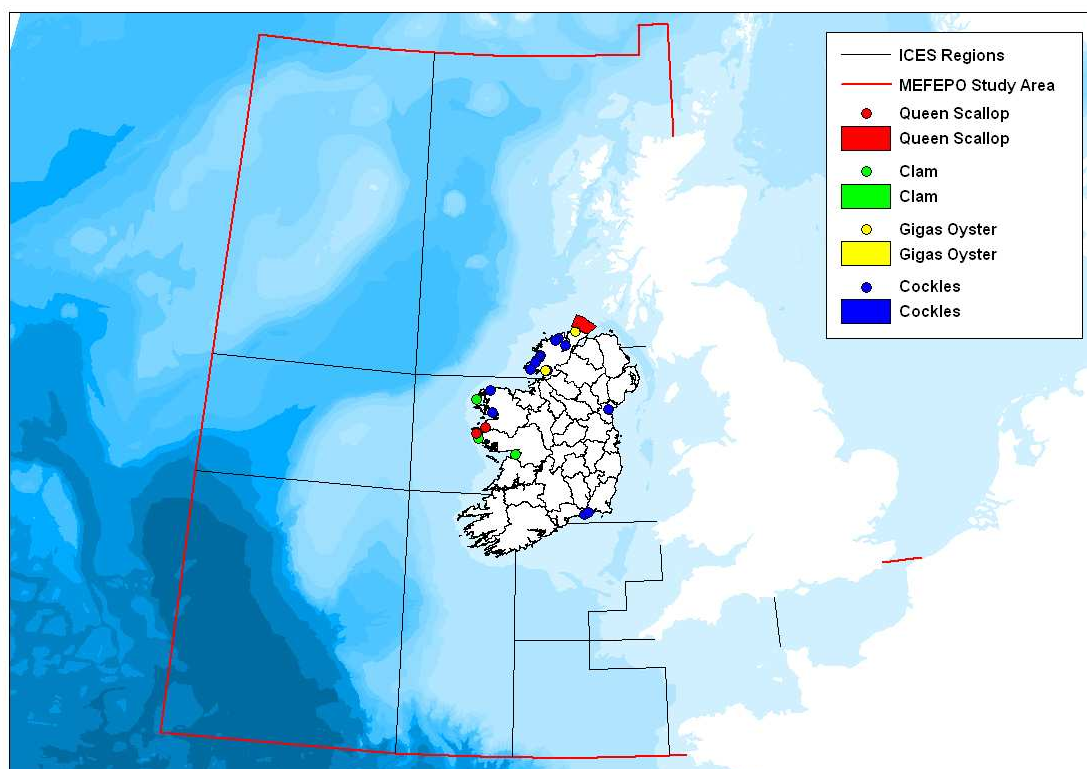 ICES Regions
MEFEPO Study Area
Queen Scallop
Queen Scallop
Clam
Clam
Gigas Oyster
Gigas Oyster
Cockles
Cockles